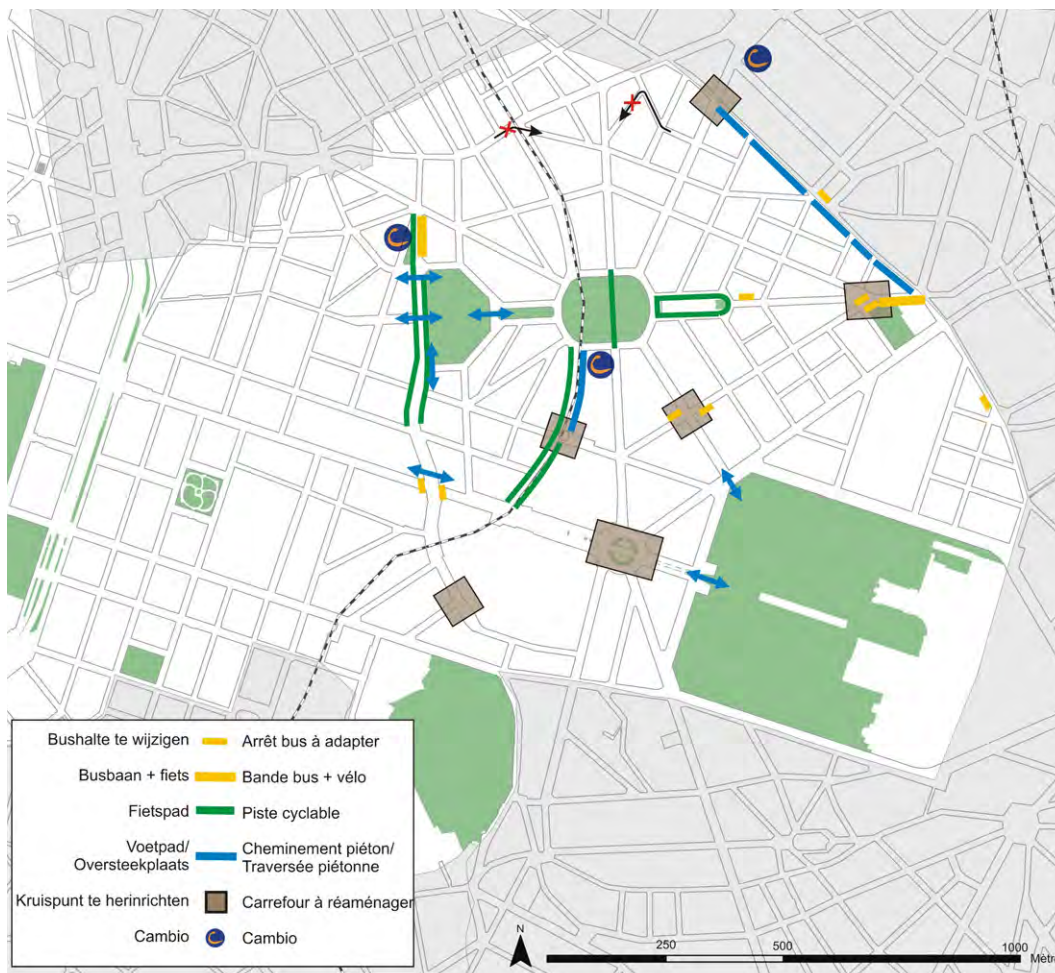 Bushalte te wijzigen Arrêt bus à adapter
Busbaan + fiets Bande bus + vélo
Fietspad Piste cyclable
Voetpad/ Cheminement piéton/
Oversteekplaats Traversée piétonne
Kruispunt te herinrichten Carrefour à réaménager
Cambio Cambio
N
250 500 1000
Mètr